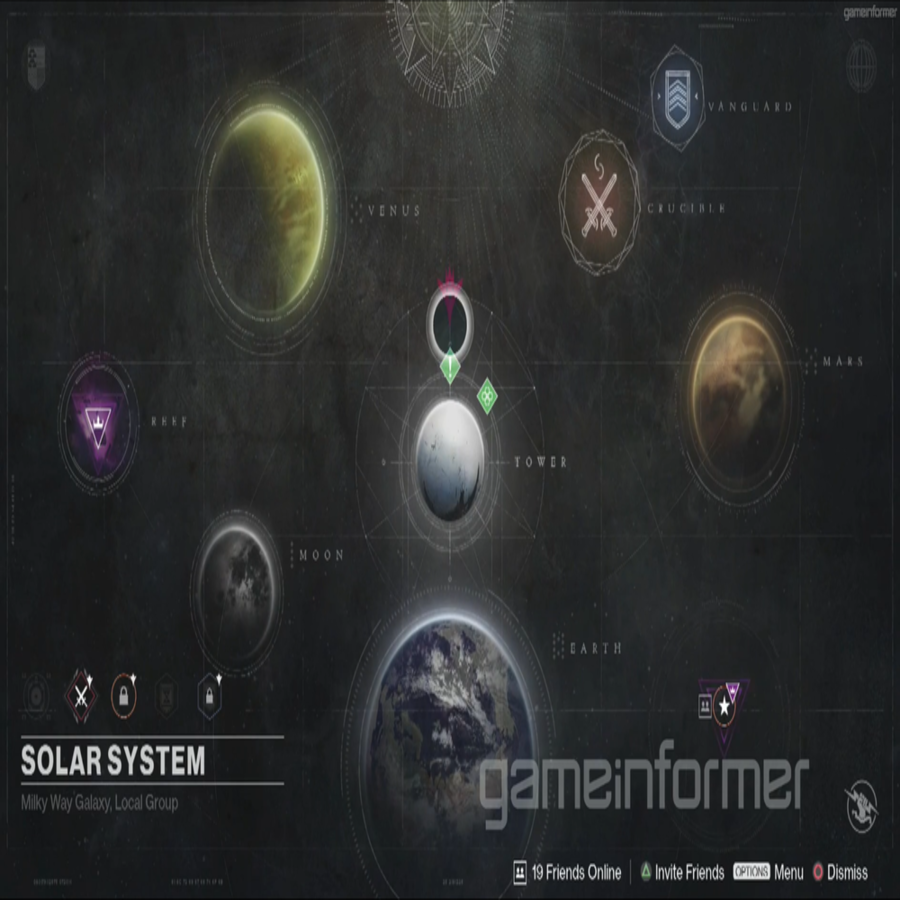 gameinformer
VANGUARD
VENUS
CRUCIBLE
MARS
REEF
TOWER
MOON
EARTH
SOLAR SYSTEM
Milky Way Galaxy, Local Group
gameinformer
19 Friends Online
Invite Friends
OPTIONS Menu
Dismiss